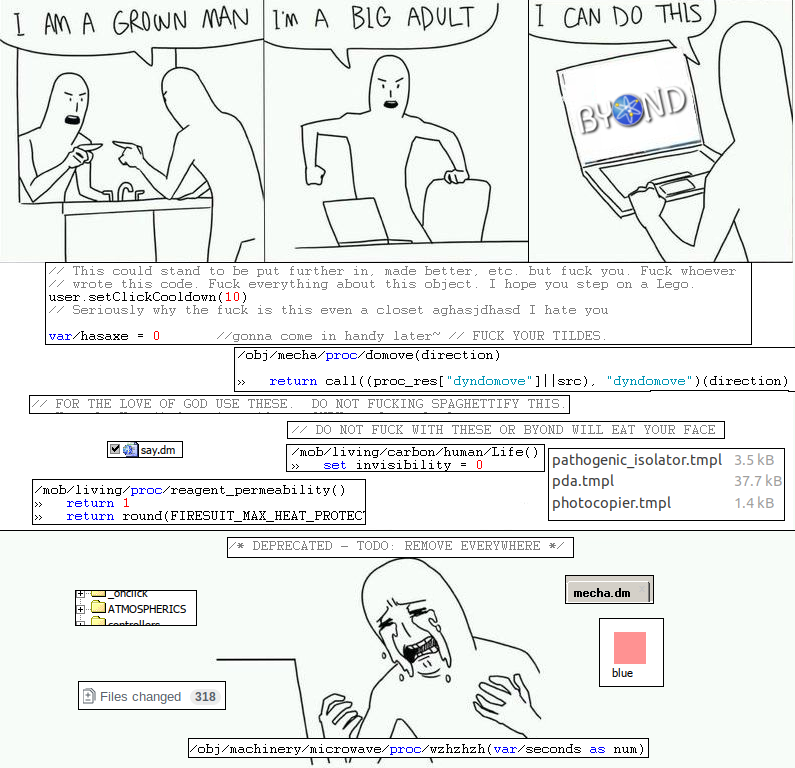 I AM A GROWN MAN
I'M A BIG ADULT
I CAN DO THIS
BYOND
// This could stand to be put further in, made better, etc. but fuck you. Fuck whoever
// wrote this code. Fuck everything about this object. I hope you step on a Lego.
user.setClickCooldown(10)
// Seriously why the fuck is this even a closet aghasjdhasd I hate you
var/hasaxe = 0 //gonna come in handy later~ // FUCK YOUR TILDES.
/obj/mecha/proc/domove(direction)
» return call((proc_res["dyndomove"]||src), "dyndomove")(direction)
// FOR THE LOVE OF GOD USE THESE. DO NOT FUCKING SPAGHETTIFY THIS.
// DO NOT FUCK WITH THESE OR BYOND WILL EAT YOUR FACE
say.dm
/mob/living/carbon/human/Life()
» set invisibility = 0
pathogenic_isolator.tmpl 3.5 kB
pda.tmpl 37.7 kB
photocopier.tmpl 1.4 kB
/mob/living/proc/reagent_permeability()
» return 1
» return round(FIRESUIT_MAX_HEAT_PROTEC
/* DEPRECATED - TODO: REMOVE EVERYWHERE */
_onclick
ATMOSPHERICS
controllers
mecha.dm
blue
Files changed 318
/obj/machinery/microwave/proc/wzhzhzh(var/seconds as num)